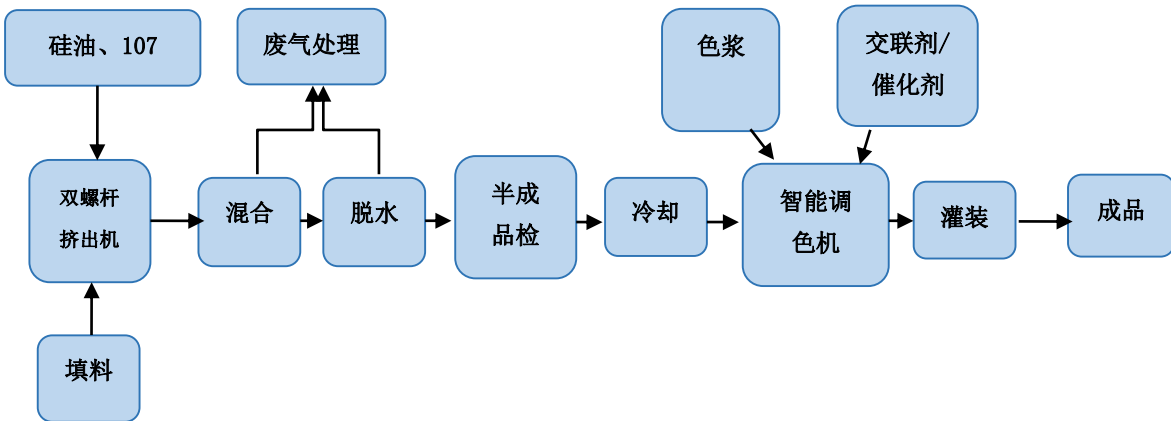 硅油、107
废气处理
色浆
交联剂/
催化剂
双螺杆
挤出机
混合
脱水
半成
品检
冷却
智能调
色机
灌装
成品
填料